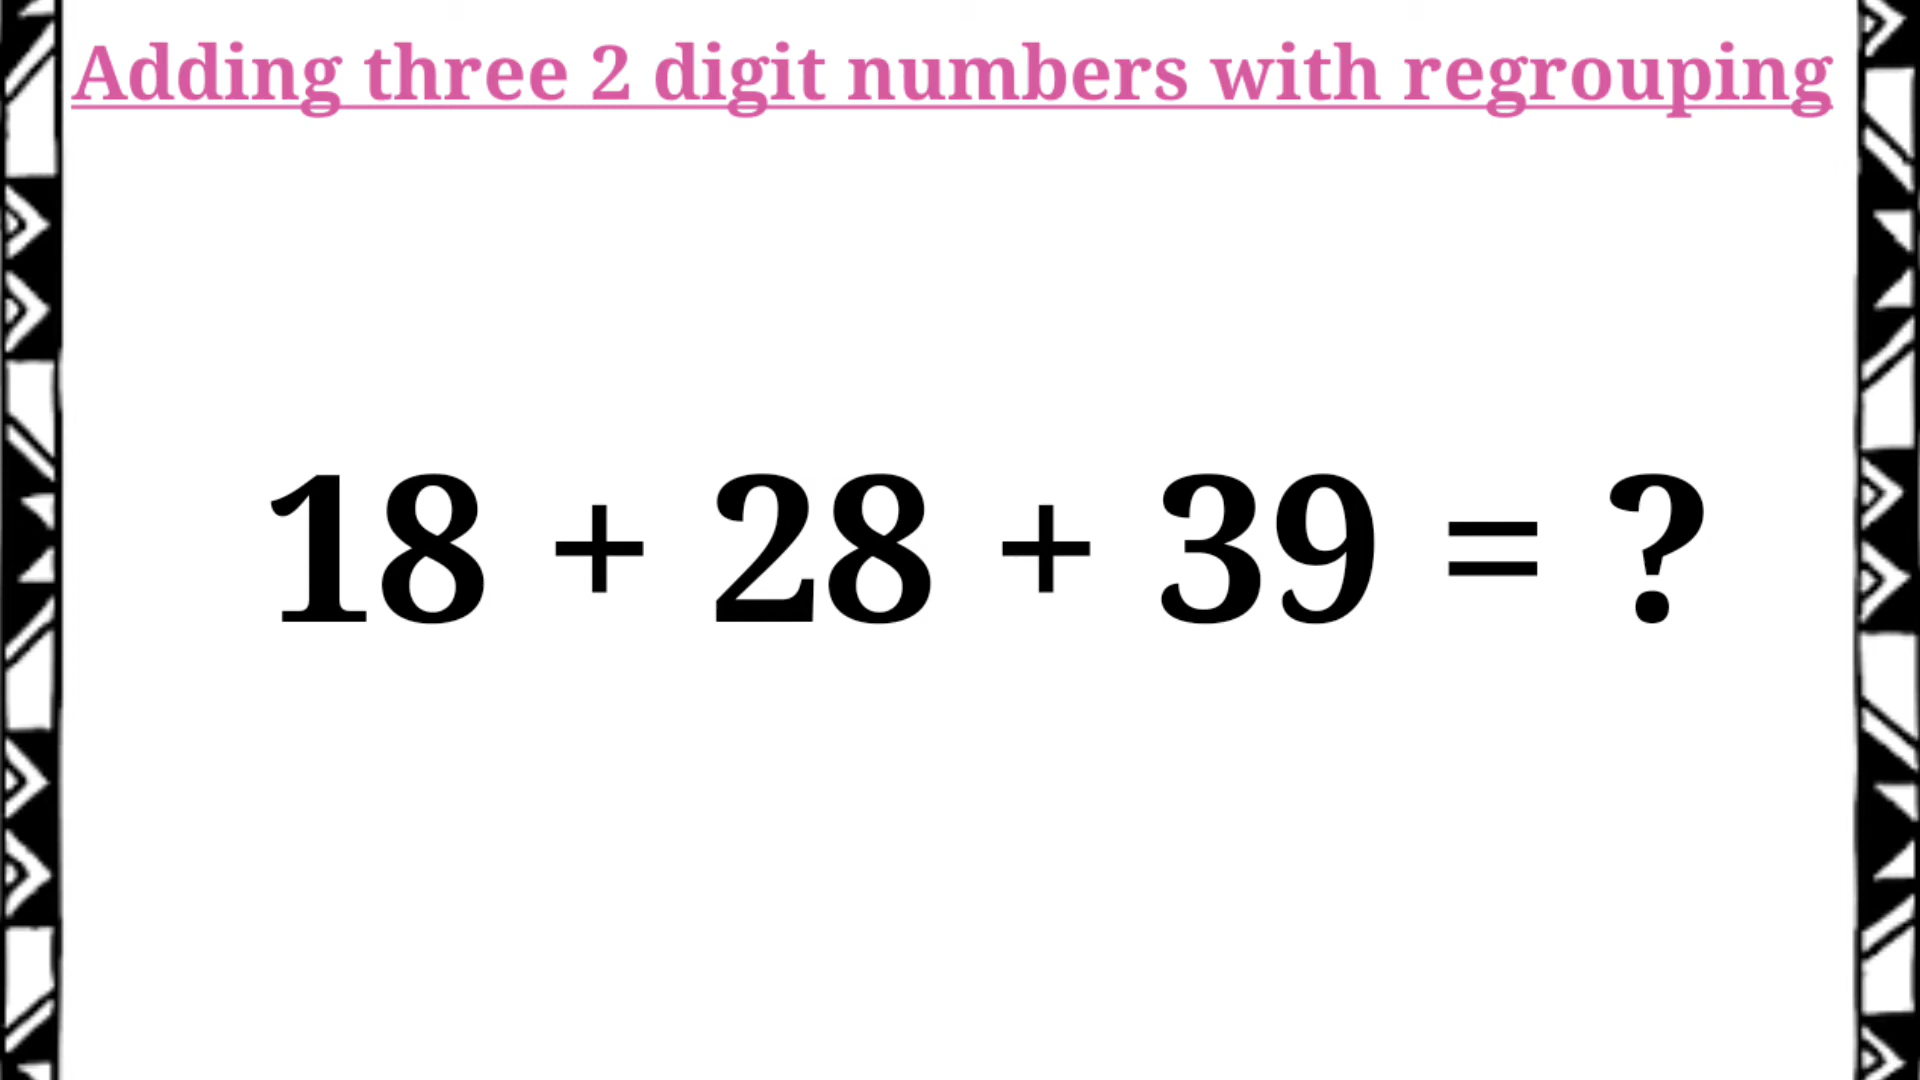 Adding three 2 digit numbers with regrouping
18 + 28 + 39 = ?